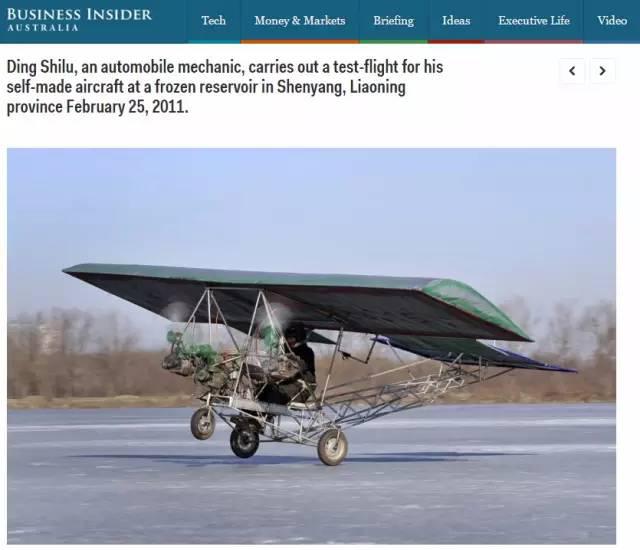 BUSINESS INSIDER
AUSTRALIA
Tech
Money & Markets
Briefing
Ideas
Executive Life
Video
Ding Shilu, an automobile mechanic, carries out a test-flight for his
self-made aircraft at a frozen reservoir in Shenyang, Liaoning
province February 25, 2011.